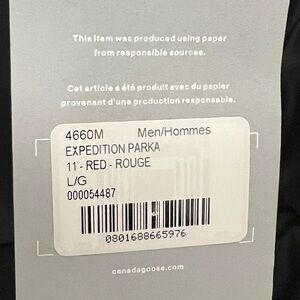 This item was produced using paper
from responsible sources.
Cet article a été produit avec du papier
provenant d'une production responsable.
4660M Men/Hommes
EXPEDITION PARKA
11 - RED - ROUGE
L/G
000054487
0801688665976
canadagoose.com